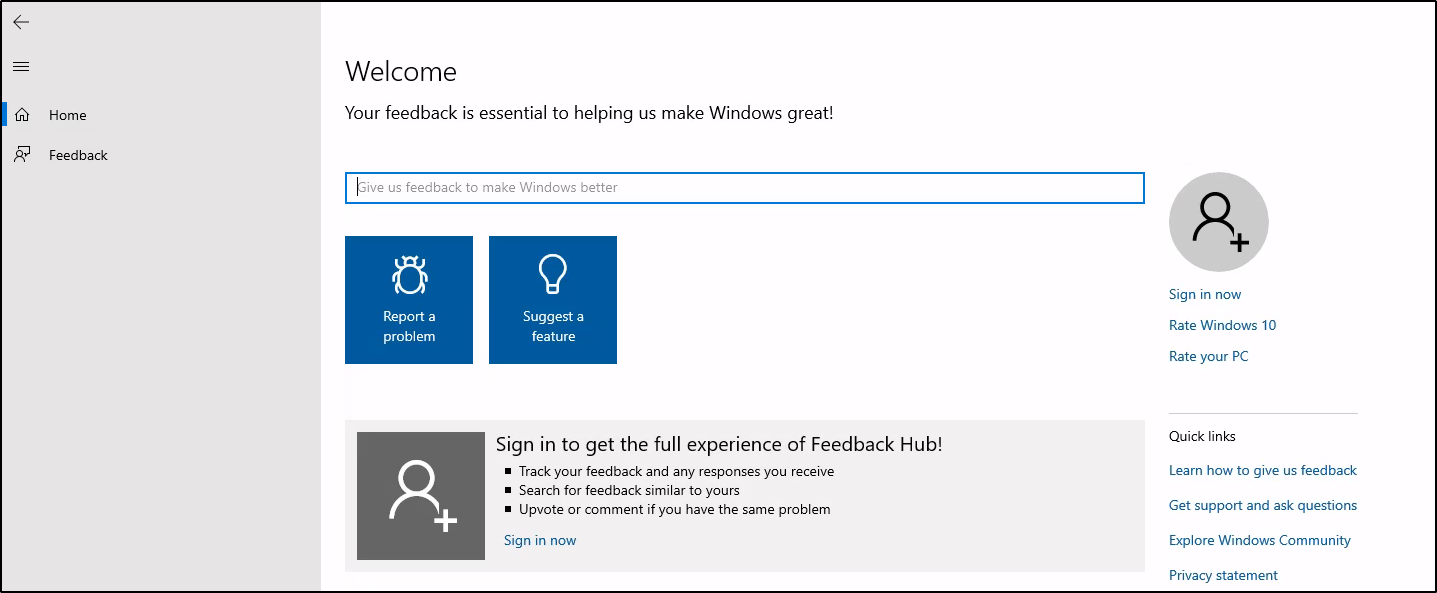 Home
Feedback
Welcome
Your feedback is essential to helping us make Windows great!
Give us feedback to make Windows better
Report a
problem
Suggest a
feature
Sign in to get the full experience of Feedback Hub!
Track your feedback and any responses you receive
Search for feedback similar to yours
Upvote or comment if you have the same problem
Sign in now
Sign in now
Rate Windows 10
Rate your PC
Quick links
Learn how to give us feedback
Get support and ask questions
Explore Windows Community
Privacy statement